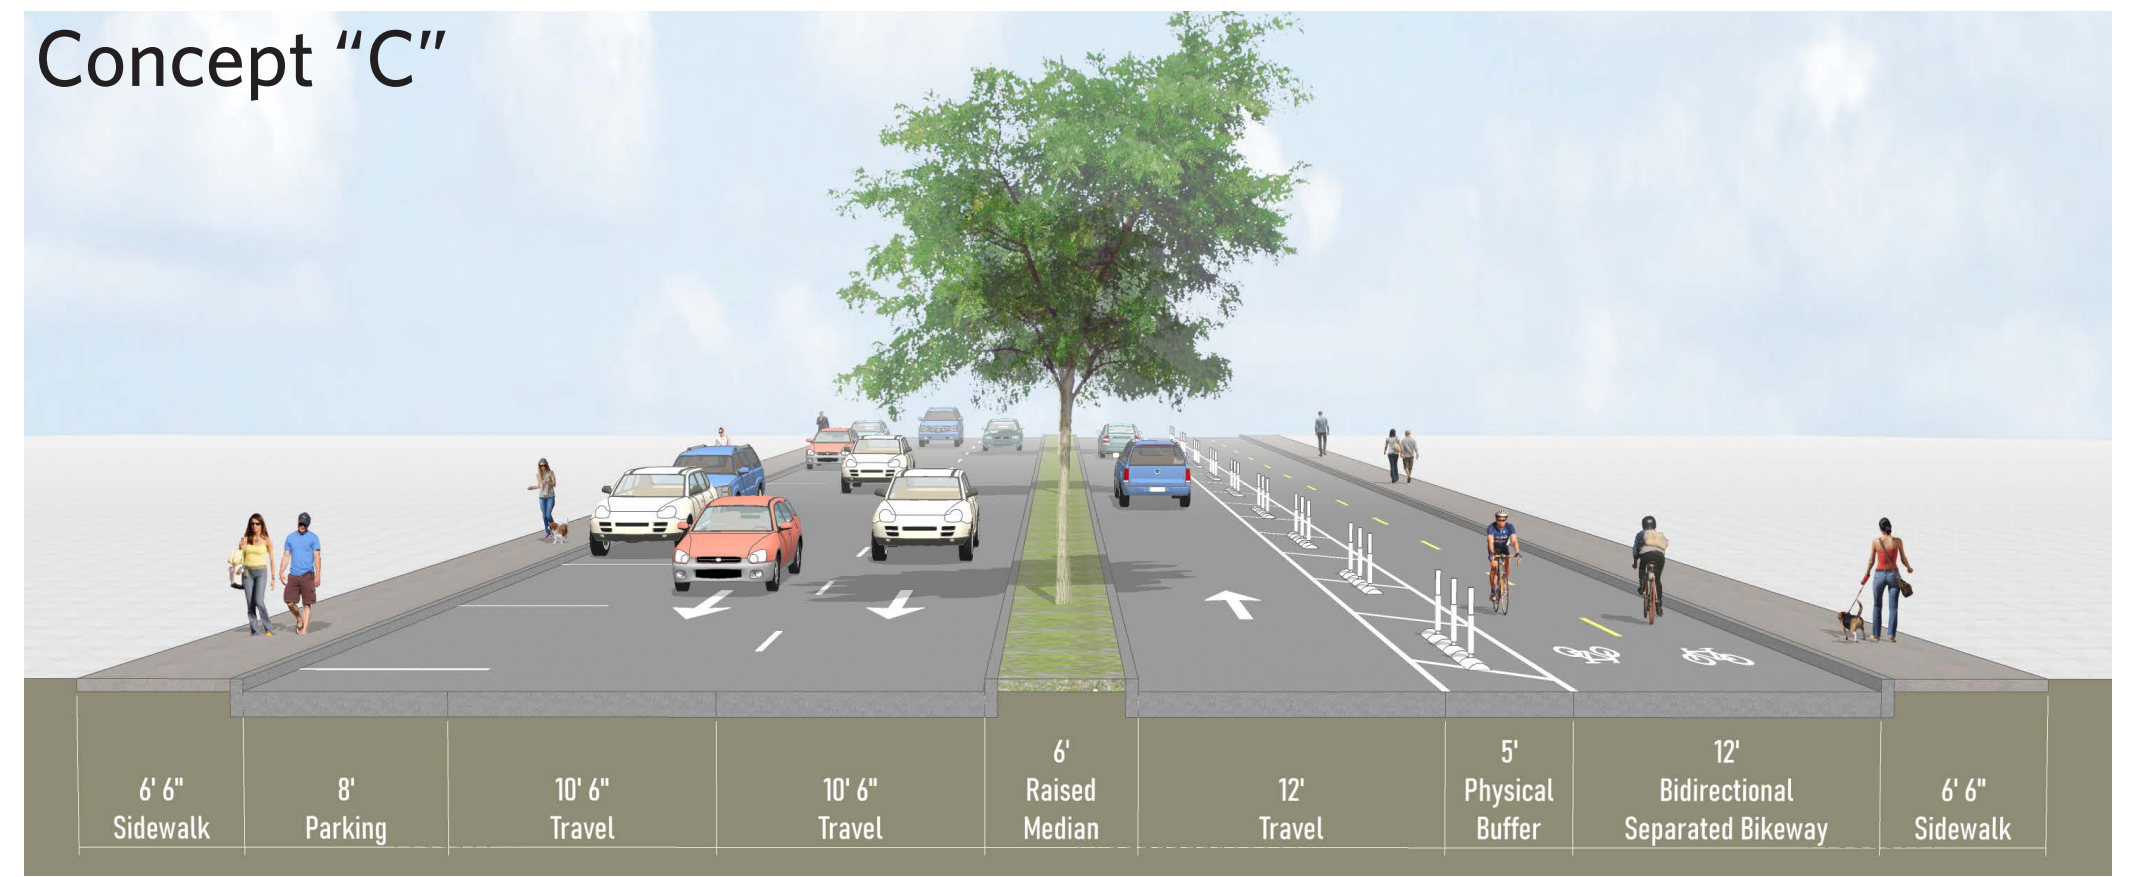 Concept “C”
6' 6"
Sidewalk
8'
Parking
10' 6"
Travel
10' 6"
Travel
6'
Raised
Median
12'
Travel
5'
Physical
Buffer
12'
Bidirectional
Separated Bikeway
6' 6"
Sidewalk